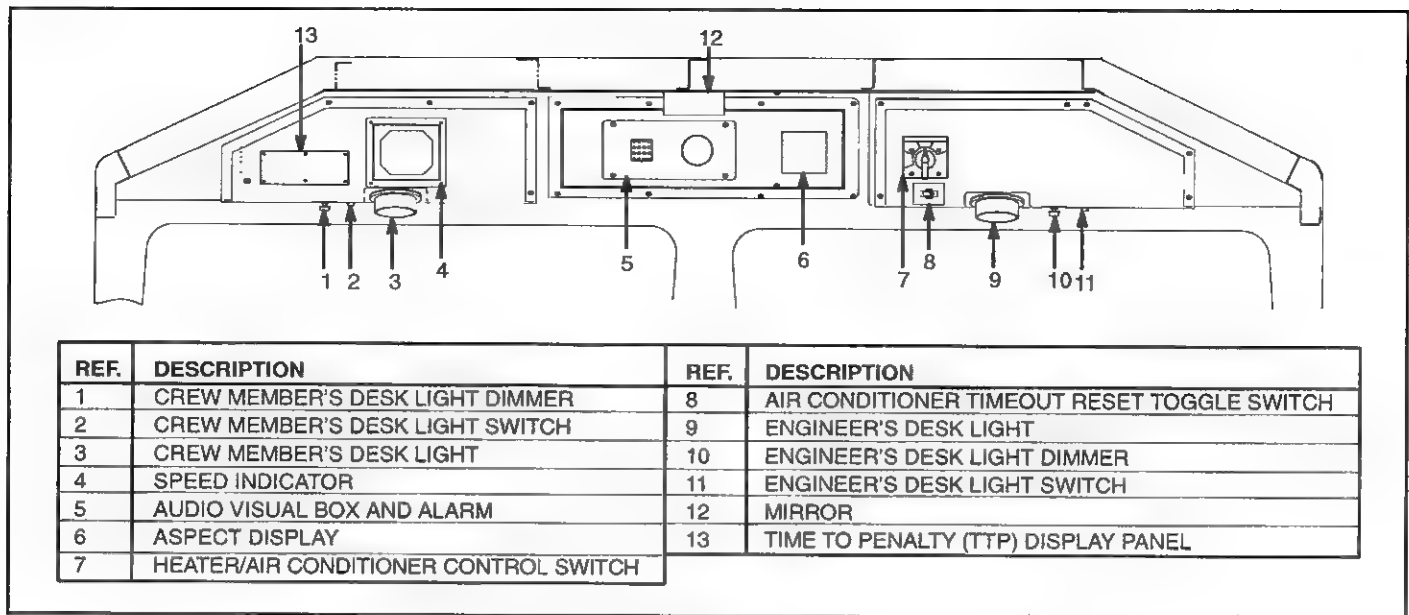 13 12
1 2 3 4 5 6 7 8 9 10 11
REF. DESCRIPTION REF. DESCRIPTION
1 CREW MEMBER'S DESK LIGHT DIMMER 8 AIR CONDITIONER TIMEOUT RESET TOGGLE SWITCH
2 CREW MEMBER'S DESK LIGHT SWITCH 9 ENGINEER'S DESK LIGHT
3 CREW MEMBER'S DESK LIGHT 10 ENGINEER'S DESK LIGHT DIMMER
4 SPEED INDICATOR 11 ENGINEER'S DESK LIGHT SWITCH
5 AUDIO VISUAL BOX AND ALARM 12 MIRROR
6 ASPECT DISPLAY 13 TIME TO PENALTY (TTP) DISPLAY PANEL
7 HEATER/AIR CONDITIONER CONTROL SWITCH